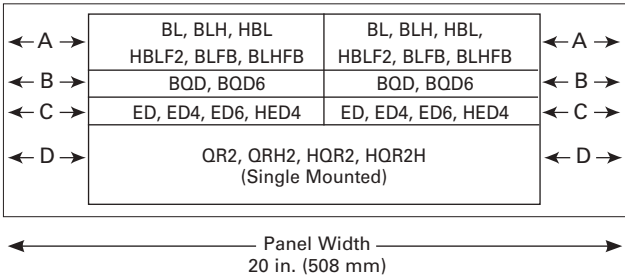 A BL, BLH, HBL BL, BLH, HBL, A
HBLF2, BLFB, BLHFB HBLF2, BLFB, BLHFB
B BQD, BQD6 BQD, BQD6 B
C ED, ED4, ED6, HED4 ED, ED4, ED6, HED4 C
D QR2, QRH2, HQR2, HQR2H D
(Single Mounted)
Panel Width
20 in. (508 mm)